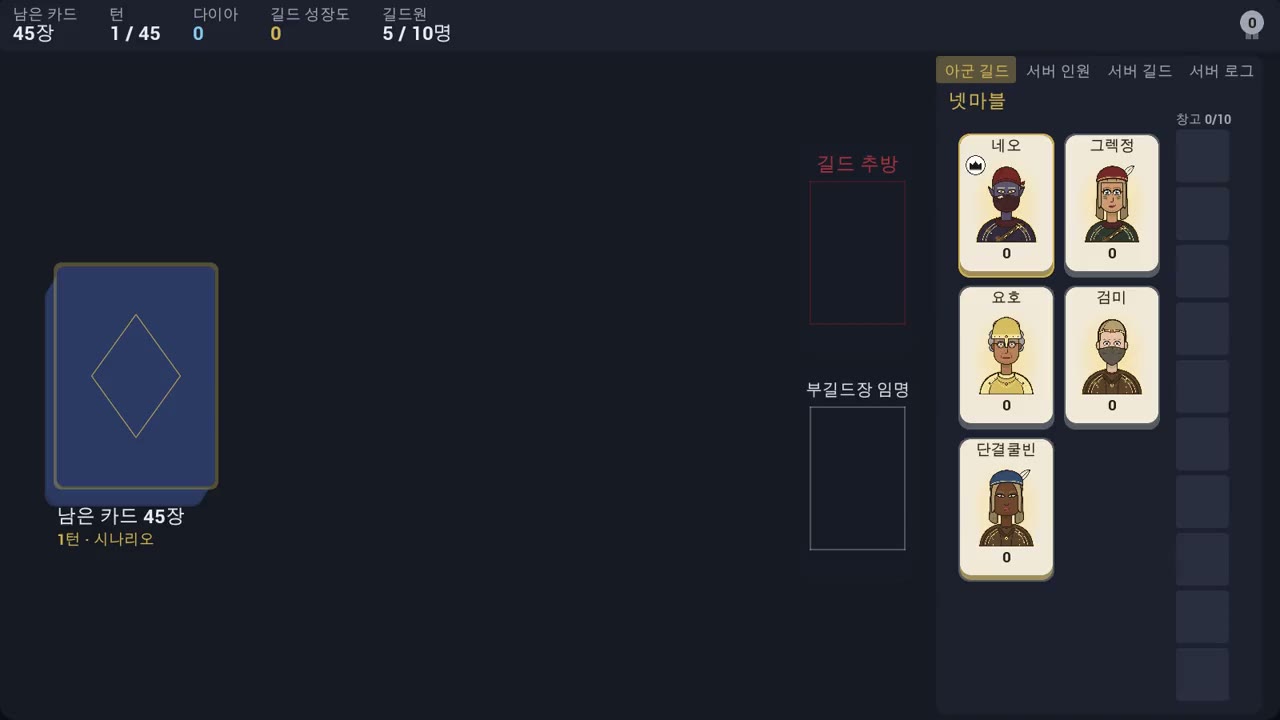 남은 카드
45장
턴
1 / 45
다이아
0
길드 성장도
0
길드원
5 / 10명
0
아군 길드
서버 인원
서버 길드
서버 로그
넷마블
창고 0/10
네오
0
그렉정
0
요호
0
검미
0
단결쿨빈
0
길드 추방
부길드장 임명
남은 카드 45장
1턴 · 시나리오